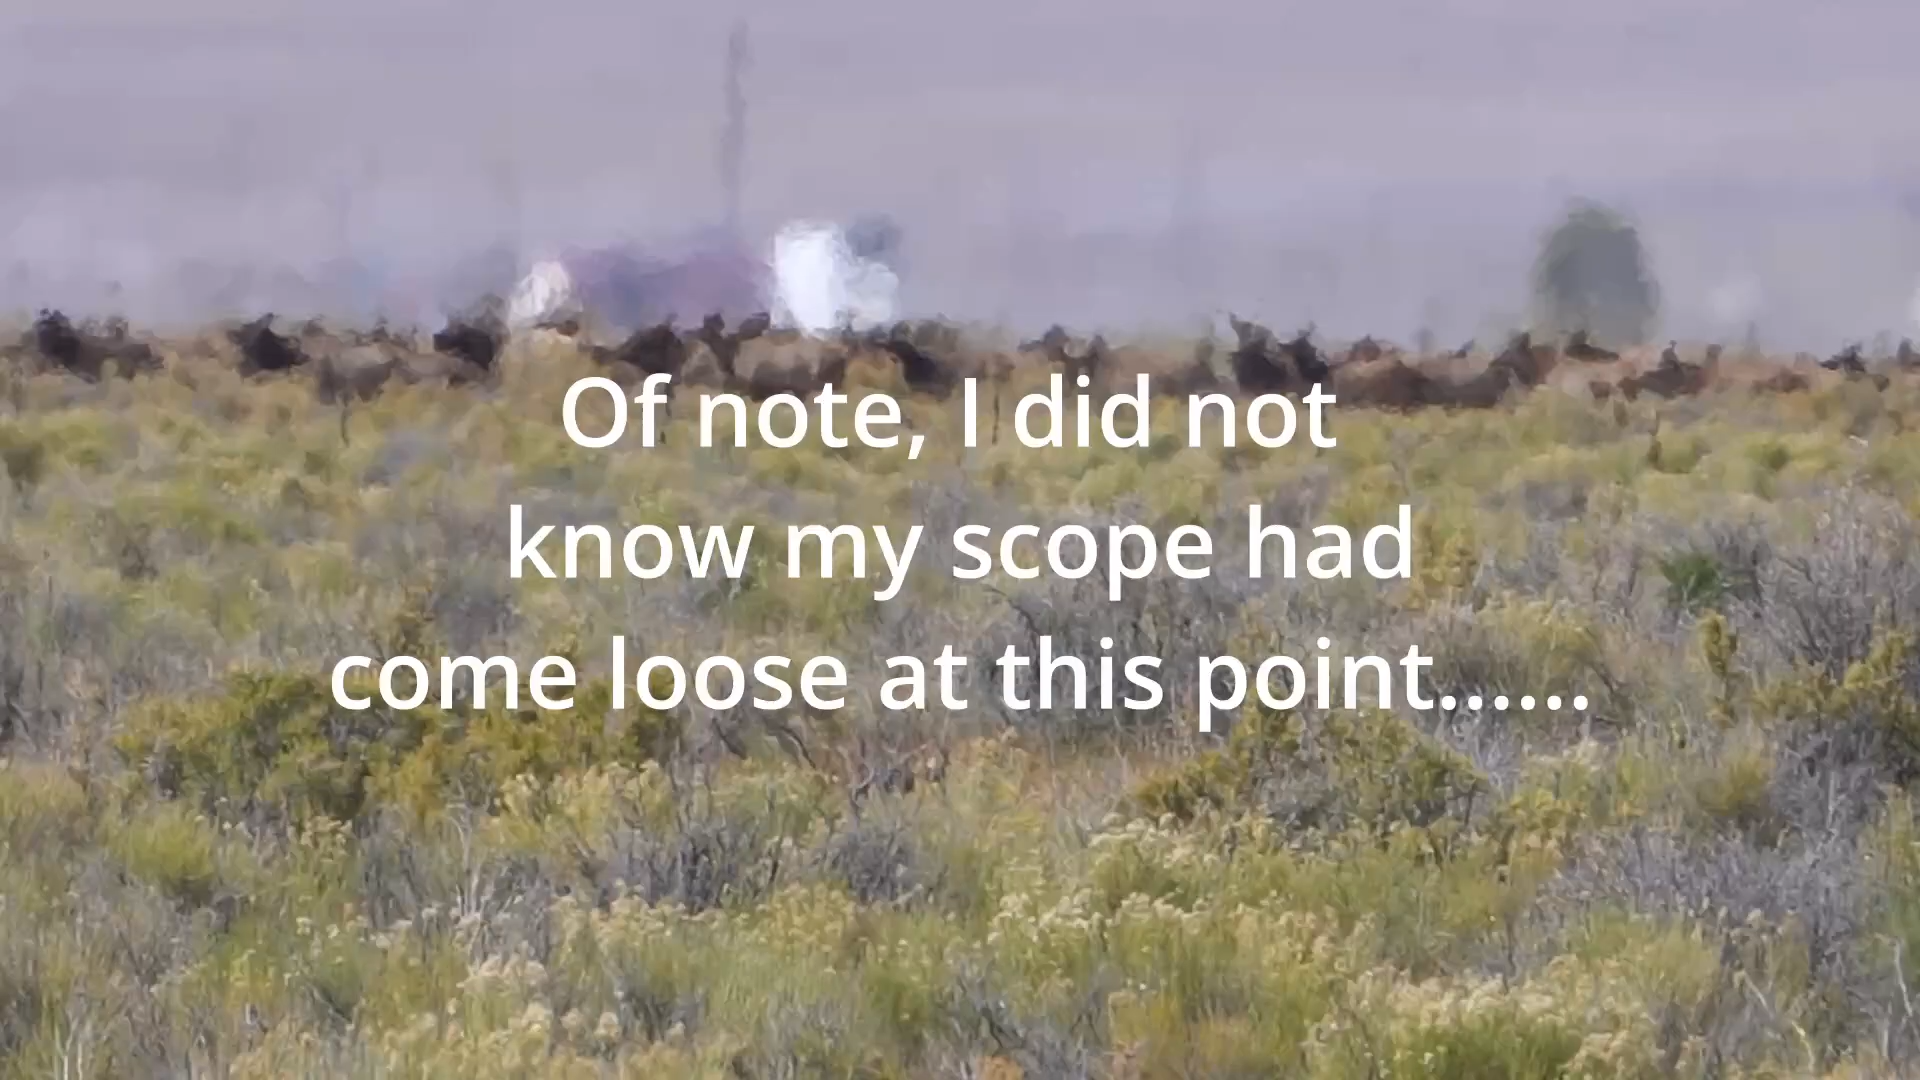 Of note, I did not
know my scope had
come loose at this point......